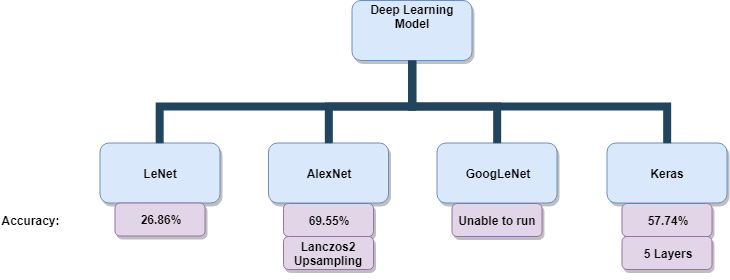 Deep Learning
Model
LeNet
AlexNet
GoogLeNet
Keras
Accuracy:
26.86%
69.55%
Unable to run
57.74%
Lanczos2
Upsampling
5 Layers